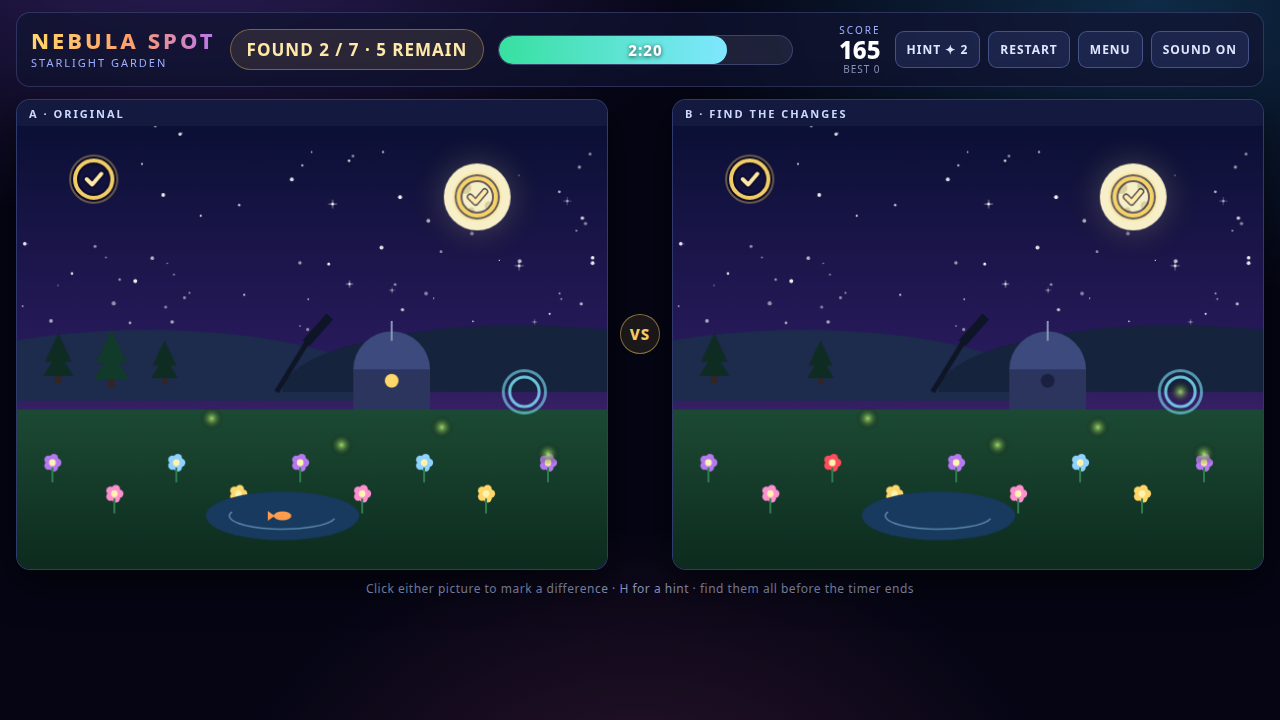 NEBULA SPOT
STARLIGHT GARDEN
FOUND 2 / 7 · 5 REMAIN
2:20
SCORE
165
BEST 0
HINT ✦ 2
RESTART
MENU
SOUND ON
A · ORIGINAL
B · FIND THE CHANGES
VS
Click either picture to mark a difference · H for a hint · find them all before the timer ends